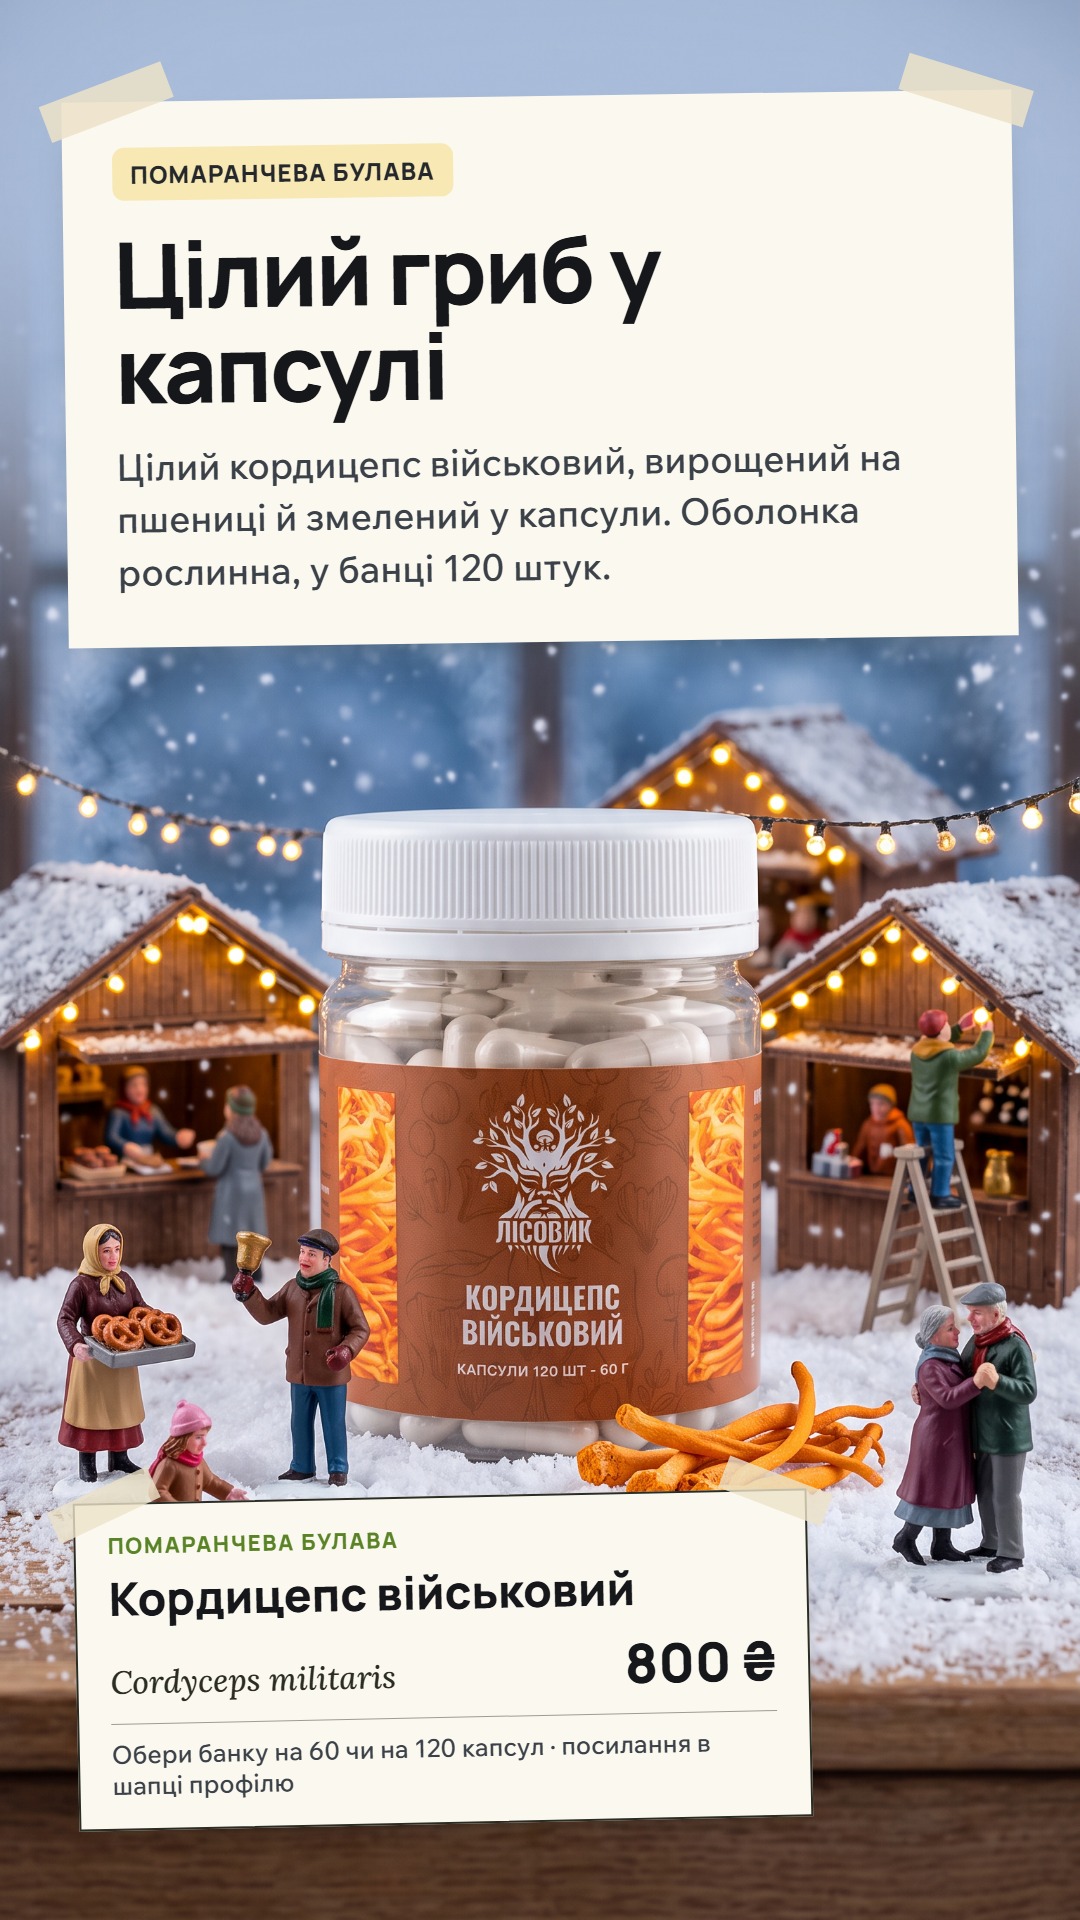 ПОМАРАНЧЕВА БУЛАВА
Цілий гриб у
капсулі
Цілий кордицепс військовий, вирощений на
пшениці й змелений у капсули. Оболонка
рослинна, у банці 120 штук.
ЛІСОВИК
КОРДИЦЕПС
ВІЙСЬКОВИЙ
КАПСУЛИ 120 ШТ - 60 Г
ПОМАРАНЧЕВА БУЛАВА
Кордицепс військовий
Cordyceps militaris
800 ₴
Обери банку на 60 чи на 120 капсул · посилання в
шапці профілю